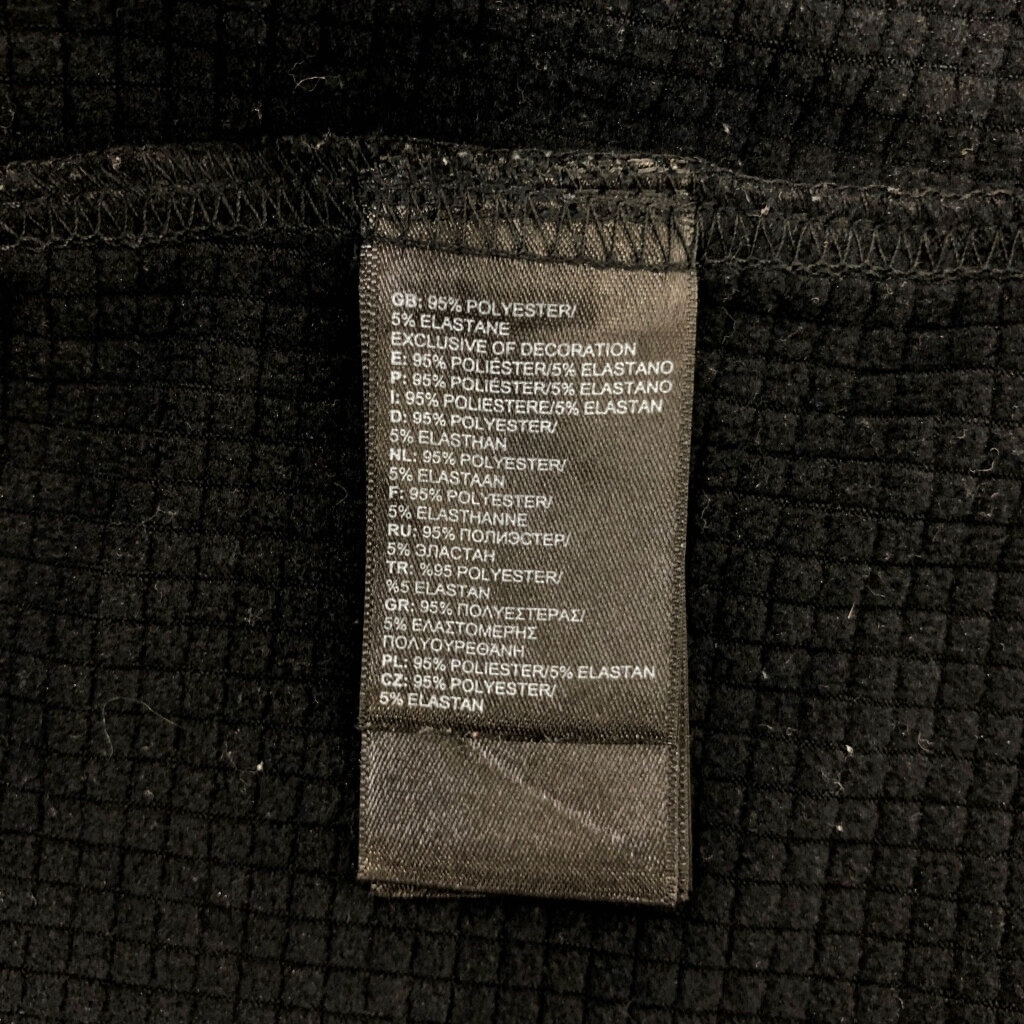 GB: 95% POLYESTER/
5% ELASTANE
EXCLUSIVE OF DECORATION
E: 95% POLIÉSTER/5% ELASTANO
P: 95% POLIÉSTER/5% ELASTANO
I: 95% POLIESTERE/5% ELASTAN
D: 95% POLYESTER/
5% ELASTHAN
NL: 95% POLYESTER/
5% ELASTAAN
F: 95% POLYESTER/
5% ELASTHANNE
RU: 95% ПОЛИЭСТЕР/
5% ЭЛАСТАН
TR: %95 POLYESTER/
%5 ELASTAN
GR: 95% ΠΟΛΥΕΣΤΕΡΑΣ/
5% ΕΛΑΣΤΟΜΕΡΗΣ
ΠΟΛΥΟΥΡΕΘΑΝΗ
PL: 95% POLIESTER/5% ELASTAN
CZ: 95% POLYESTER/
5% ELASTAN